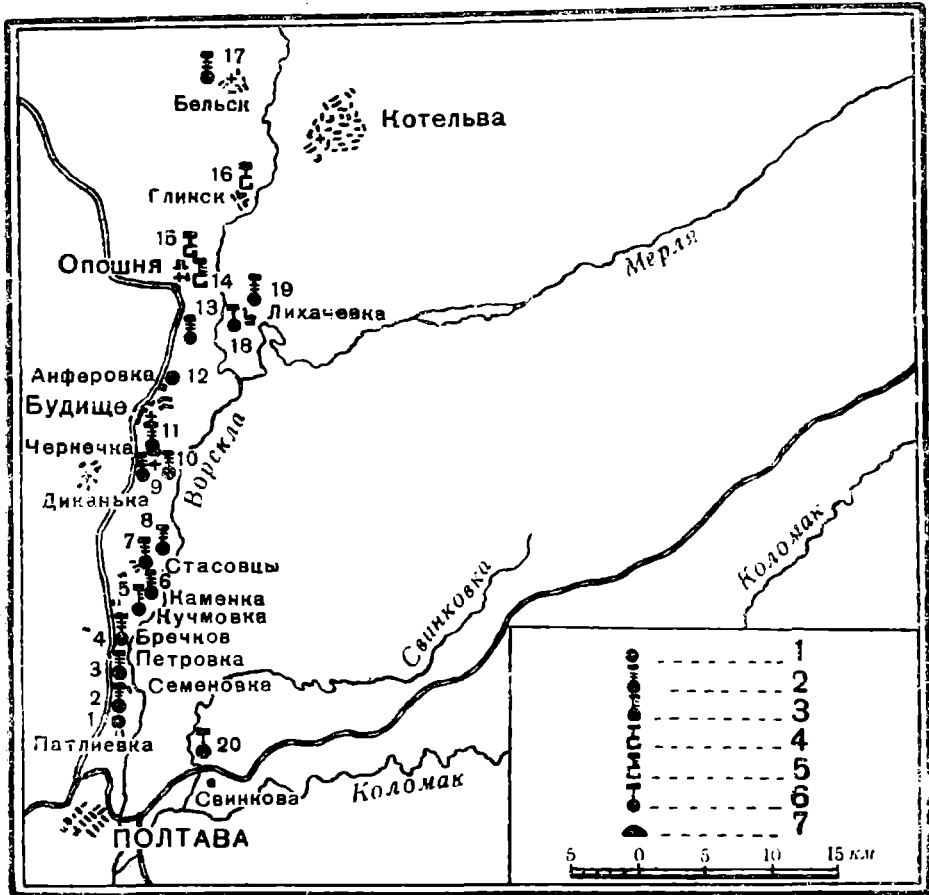 17
Бельск
Котельва
16
Глинск
15
Опошня
14
19
13
Лихачевка
18
Мерля
Анферовка
12
Будище
11
Чернечка
10
9
Диканька
Ворскла
8
7
Стасовцы
5
6
Каменка
Кучмовка
4
Бречков
3
Петровка
Семеновка
2
1
Патлиевка
Свинковка
Коломак
20
Свинкова
Коломак
ПОЛТАВА
1
2
3
4
5
6
7
5 0 5 10 15 км